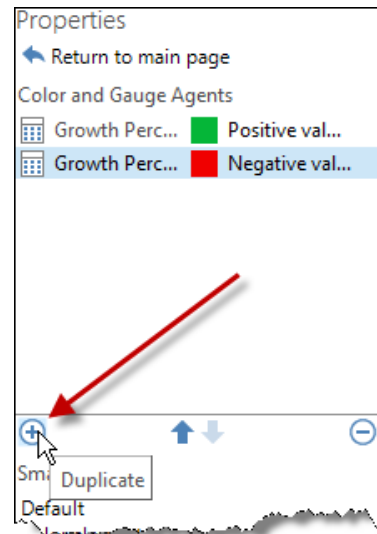 Properties
Return to main page
Color and Gauge Agents
Growth Perc... Positive val...
Growth Perc... Negative val...
Duplicate
Default